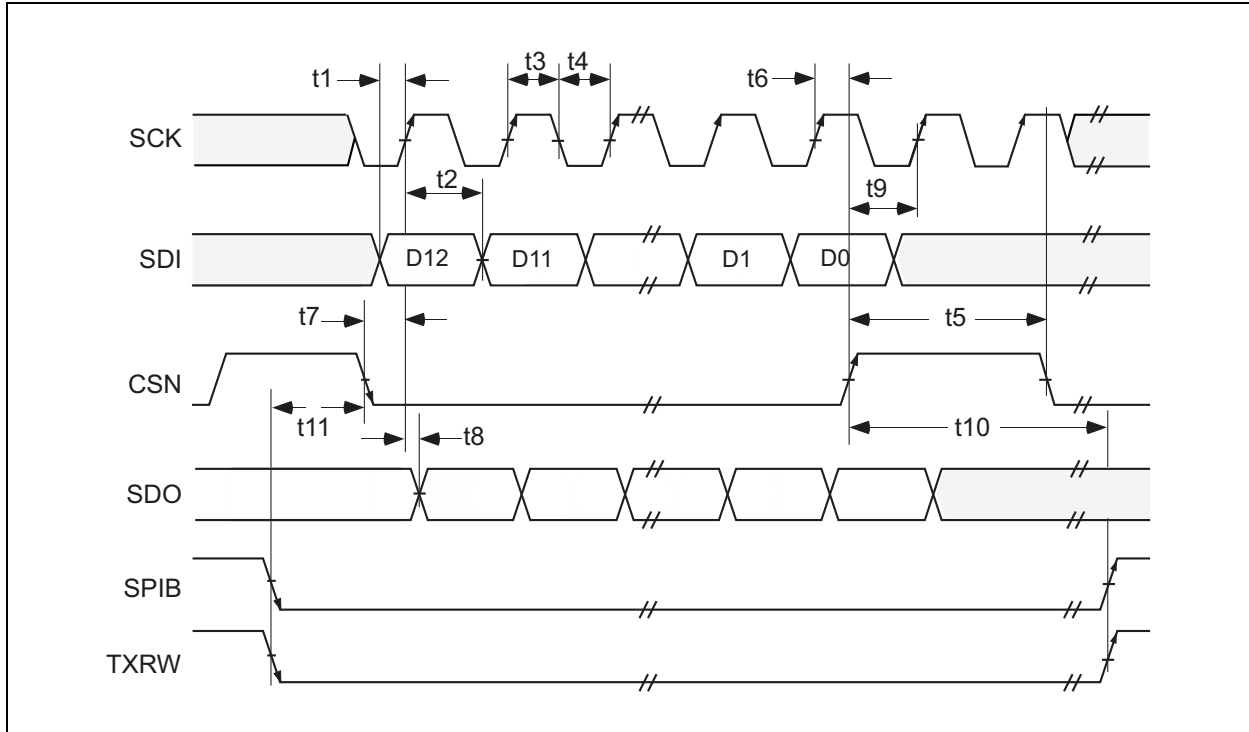 t3 t4
t1
t6
SCK
t2
t9
SDI
D12
D11
D1
D0
t7
t5
CSN
t11
t10
t8
SDO
SPIB
TXRW